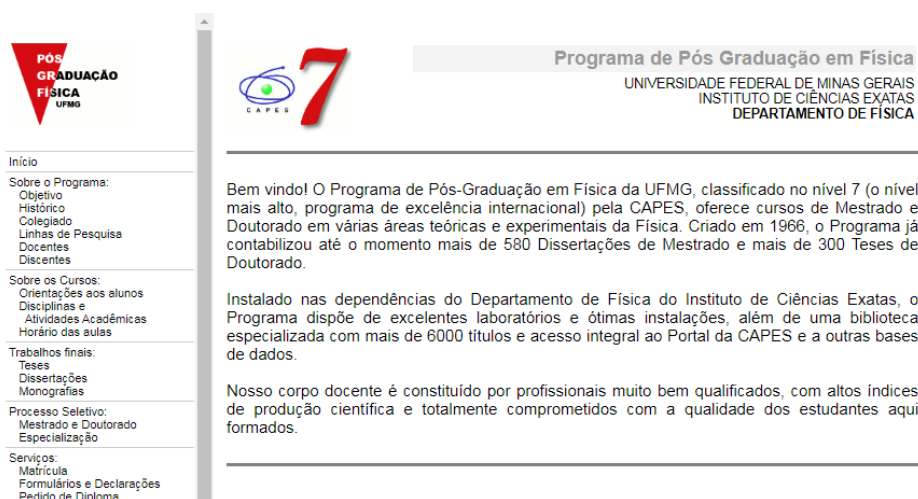 PÓS
GRADUAÇÃO
FÍSICA
UFMG
Início
Sobre o Programa:
Objetivo
Histórico
Colegiado
Linhas de Pesquisa
Docentes
Discentes
Sobre os Cursos:
Orientações aos alunos
Disciplinas e
Atividades Acadêmicas
Horário das aulas
Trabalhos finais:
Teses
Dissertações
Monografias
Processo Seletivo:
Mestrado e Doutorado
Especialização
Serviços:
Matrícula
Formulários e Declarações
Pedido de Diploma
CAPES
7
Programa de Pós Graduação em Física
UNIVERSIDADE FEDERAL DE MINAS GERAIS
INSTITUTO DE CIÊNCIAS EXATAS
DEPARTAMENTO DE FÍSICA
Bem vindo! O Programa de Pós-Graduação em Física da UFMG, classificado no nível 7 (o nível
mais alto, programa de excelência internacional) pela CAPES, oferece cursos de Mestrado e
Doutorado em várias áreas teóricas e experimentais da Física. Criado em 1966, o Programa já
contabilizou até o momento mais de 580 Dissertações de Mestrado e mais de 300 Teses de
Doutorado.
Instalado nas dependências do Departamento de Física do Instituto de Ciências Exatas, o
Programa dispõe de excelentes laboratórios e ótimas instalações, além de uma biblioteca
especializada com mais de 6000 títulos e acesso integral ao Portal da CAPES e a outras bases
de dados.
Nosso corpo docente é constituído por profissionais muito bem qualificados, com altos índices
de produção científica e totalmente comprometidos com a qualidade dos estudantes aqui
formados.